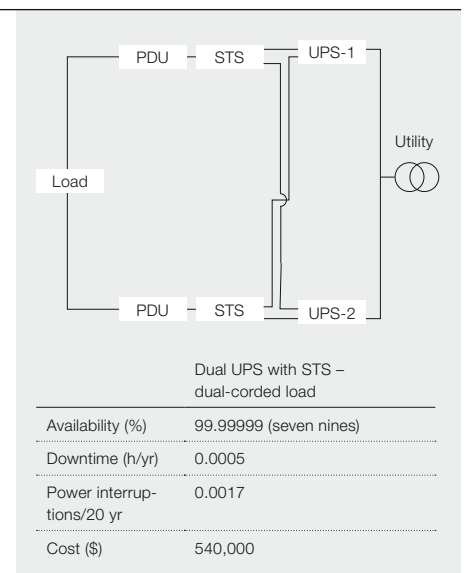 PDU STS UPS-1
Utility
Load
PDU STS UPS-2
Dual UPS with STS –
dual-corded load
Availability (%) 99.99999 (seven nines)
Downtime (h/yr) 0.0005
Power interrup- 0.0017
tions/20 yr
Cost ($) 540,000